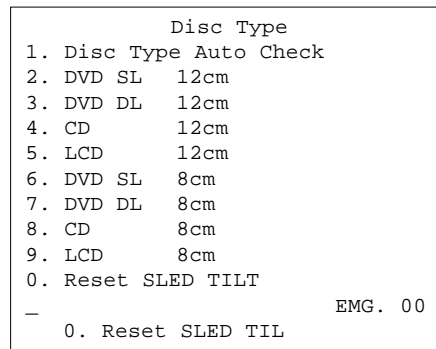 Disc Type
1. Disc Type Auto Check
2. DVD SL 12cm
3. DVD DL 12cm
4. CD 12cm
5. LCD 12cm
6. DVD SL 8cm
7. DVD DL 8cm
8. CD 8cm
9. LCD 8cm
0. Reset SLED TILT
_ EMG. 00
0. Reset SLED TIL